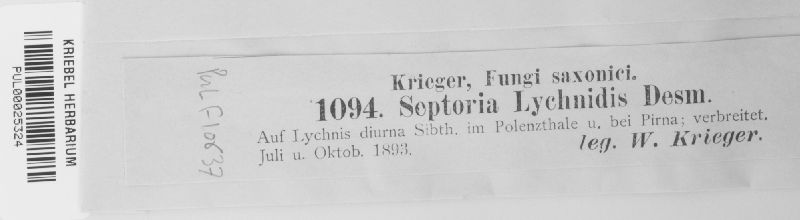 KRIEBEL HERBARIUM
PUL00025324
PUL F10637
Krieger, Fungi saxonici.
1094. Septoria Lychnidis Desm.
Auf Lychnis diurna Sibth. im Polenzthale u. bei Pirna; verbreitet.
Juli u. Oktob. 1893.
leg. W. Krieger.